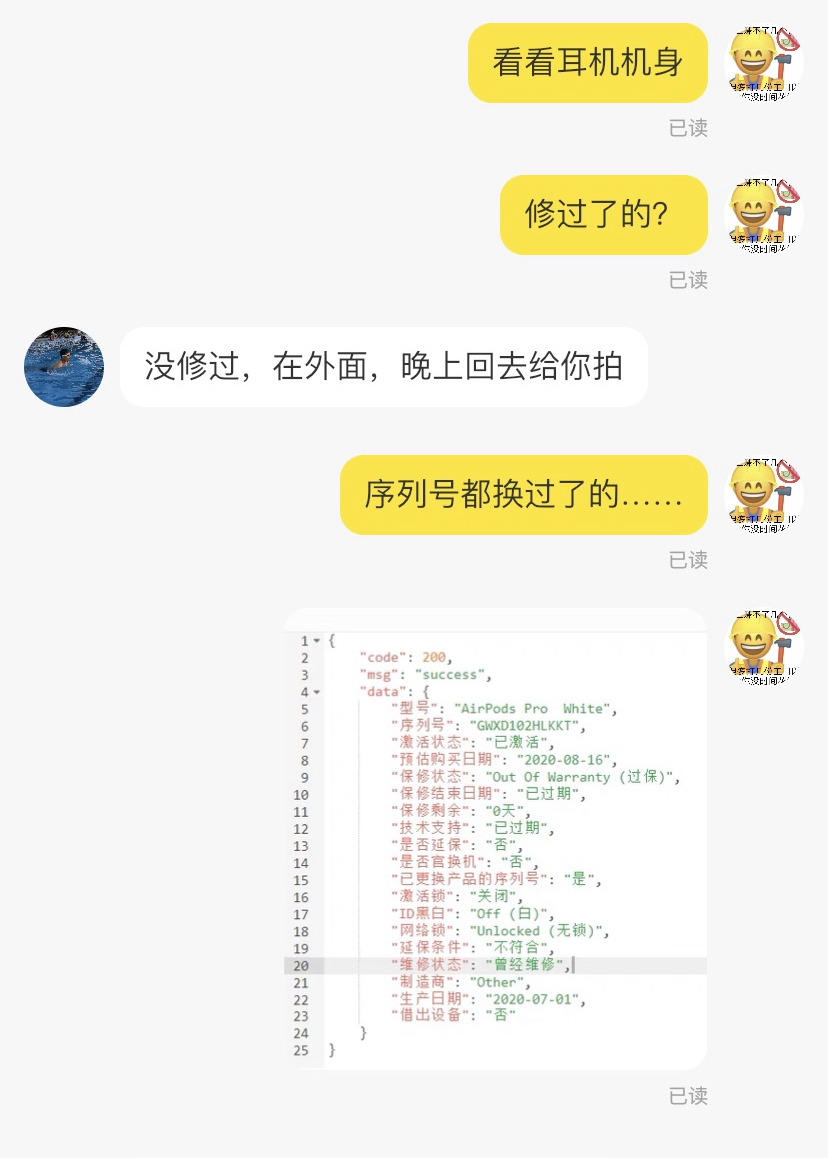 看看耳机机身
已读
修过了的?
已读
没修过，在外面，晚上回去给你拍
序列号都换过了的……
已读
1 {
2 "code": 200,
3 "msg": "success",
4 "data": {
5 "型号": "AirPods Pro  White",
6 "序列号": "GWXD102HLKKT",
7 "激活状态": "已激活",
8 "预估购买日期": "2020-08-16",
9 "保修状态": "Out Of Warranty (过保)",
10 "保修结束日期": "已过期",
11 "保修剩余": "0天",
12 "技术支持": "已过期",
13 "是否延保": "否",
14 "是否官换机": "否",
15 "已更换产品的序列号": "是",
16 "激活锁": "关闭",
17 "ID黑白": "Off (白)",
18 "网络锁": "Unlocked (无锁)",
19 "延保条件": "不符合",
20 "维修状态": "曾经维修",
21 "制造商": "Other",
22 "生产日期": "2020-07-01",
23 "借出设备": "否"
24 }
25 }
已读